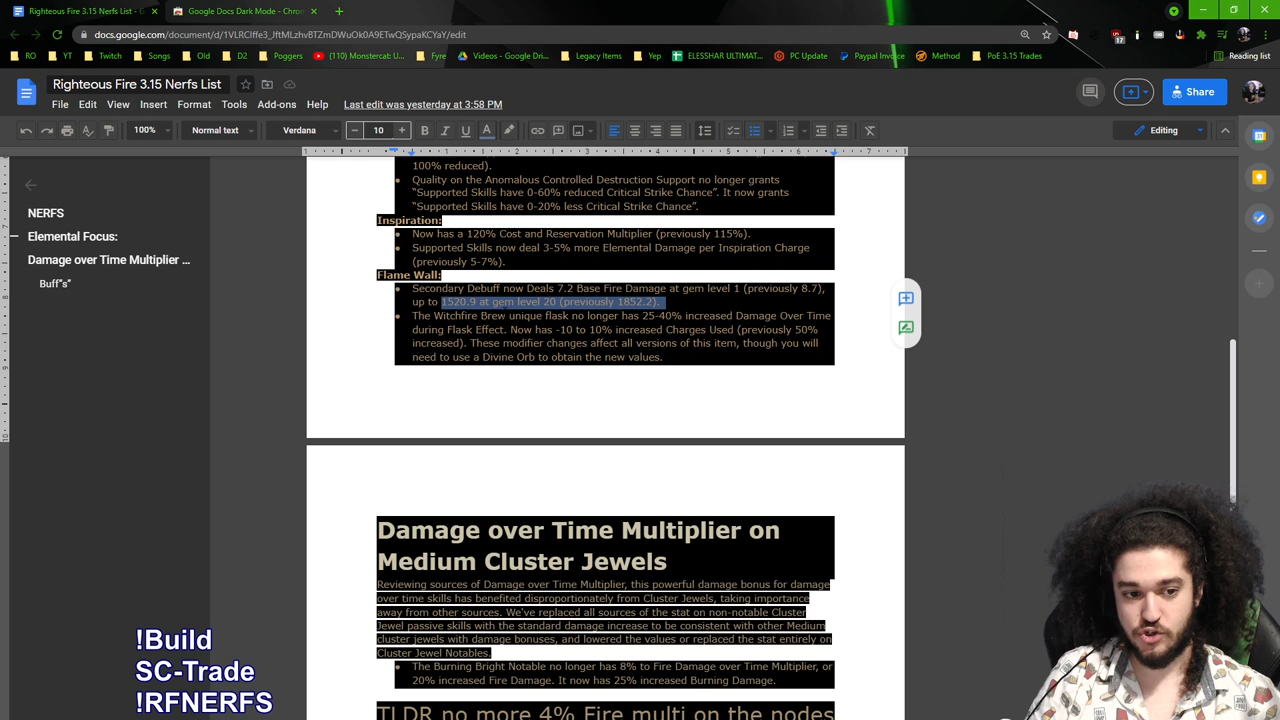 Righteous Fire 3.15 Nerfs List
Google Docs Dark Mode - Chrom
docs.google.com/document/d/1VLRCIffe3_JftMLzhvBTZmDWuOk0A9ETwQSypaKCYaY/edit
RO
YT
Twitch
Songs
Old
D2
Poggers
(110) Monstercat: U...
Fyre
Videos - Google Dri...
Legacy Items
Yep
ELESSHAR ULTIMAT...
PC Update
Paypal Invoice
Method
PoE 3.15 Trades
Reading list
Righteous Fire 3.15 Nerfs List
File Edit View Insert Format Tools Add-ons Help Last edit was yesterday at 3:58 PM
Share
100% Normal text Verdana 10 B I U A Editing
NERFS
Elemental Focus:
Damage over Time Multiplier ...
Buff"s"
100% reduced).
Quality on the Anomalous Controlled Destruction Support no longer grants
“Supported Skills have 0-60% reduced Critical Strike Chance”. It now grants
“Supported Skills have 0-20% less Critical Strike Chance”.
Inspiration:
Now has a 120% Cost and Reservation Multiplier (previously 115%).
Supported Skills now deal 3-5% more Elemental Damage per Inspiration Charge
(previously 5-7%).
Flame Wall:
Secondary Debuff now Deals 7.2 Base Fire Damage at gem level 1 (previously 8.7),
up to 1520.9 at gem level 20 (previously 1852.2).
The Witchfire Brew unique flask no longer has 25-40% increased Damage Over Time
during Flask Effect. Now has -10 to 10% increased Charges Used (previously 50%
increased). These modifier changes affect all versions of this item, though you will
need to use a Divine Orb to obtain the new values.
Damage over Time Multiplier on
Medium Cluster Jewels
Reviewing sources of Damage over Time Multiplier, this powerful damage bonus for damage
over time skills has benefited disproportionately from Cluster Jewels, taking importance
away from other sources. We've replaced all sources of the stat on non-notable Cluster
Jewel passive skills with the standard damage increase to be consistent with other Medium
cluster jewels with damage bonuses, and lowered the values or replaced the stat entirely on
Cluster Jewel Notables.
The Burning Bright Notable no longer has 8% to Fire Damage over Time Multiplier, or
20% increased Fire Damage. It now has 25% increased Burning Damage.
TLDR no more 4% Fire multi on the nodes
!Build
SC-Trade
!RFNERFS